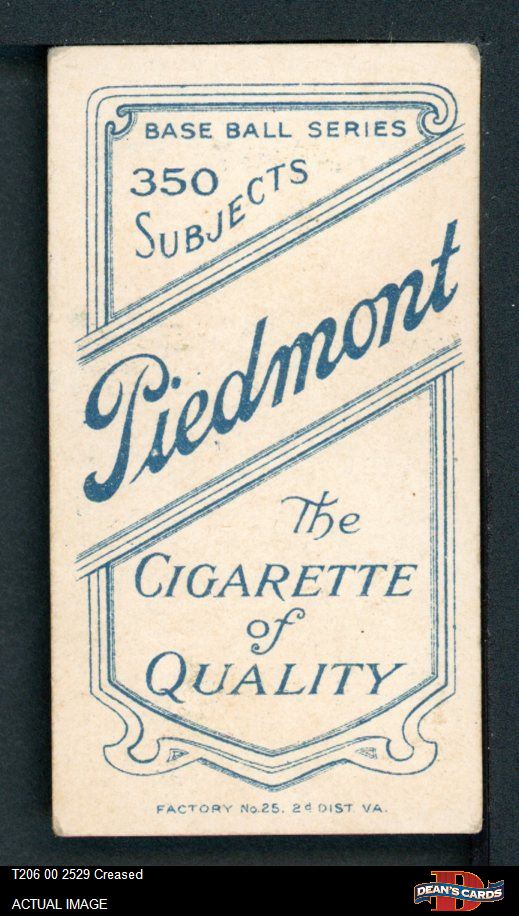 BASE BALL SERIES
350
SUBJECTS
Piedmont
The
CIGARETTE
of
QUALITY
FACTORY No.25. 2d DIST. VA.
T206 00 2529 Creased
ACTUAL IMAGE
D
DEAN'S CARDS